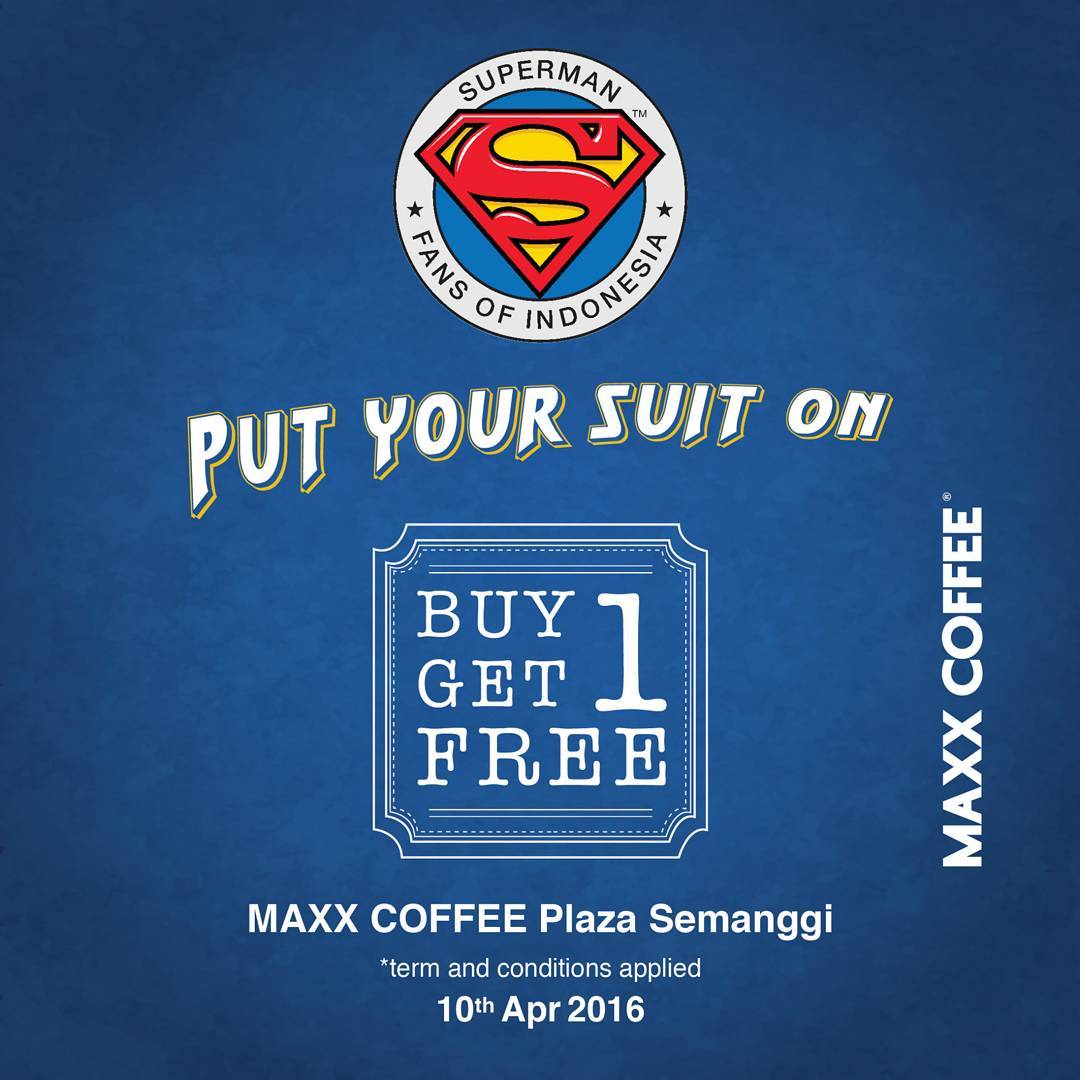 SUPERMAN
TM
★ FANS OF INDONESIA ★
PUT YOUR SUIT ON
BUY 1
GET
FREE
MAXX COFFEE®
MAXX COFFEE Plaza Semanggi
*term and conditions applied
10th Apr 2016